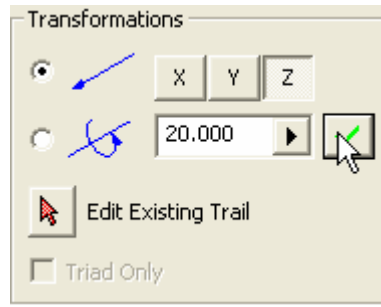 Transformations
X Y Z
20.000
Edit Existing Trail
Triad Only